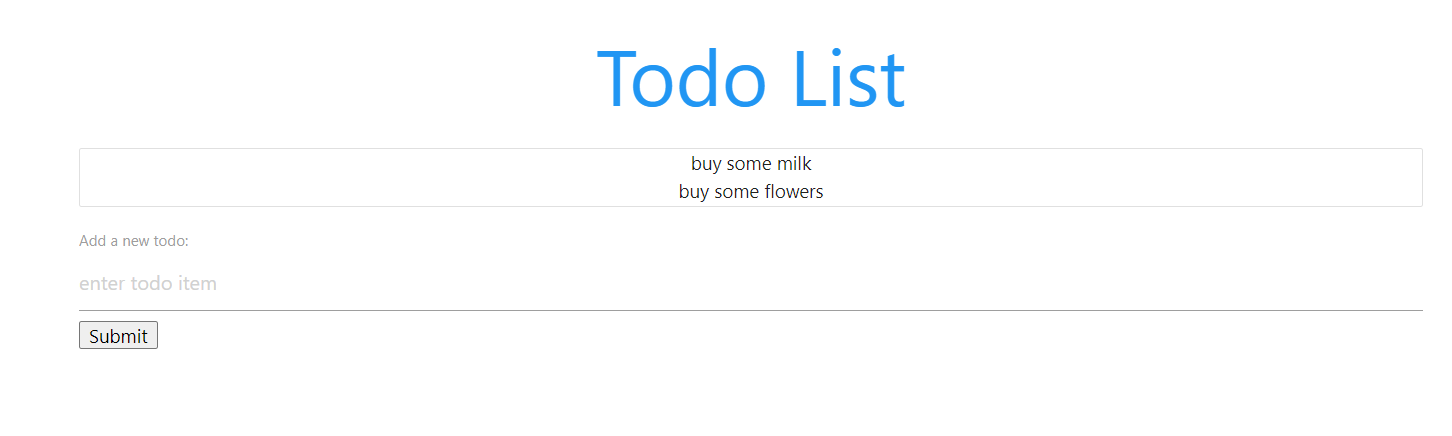 Todo List
buy some milk
buy some flowers
Add a new todo:
enter todo item
Submit